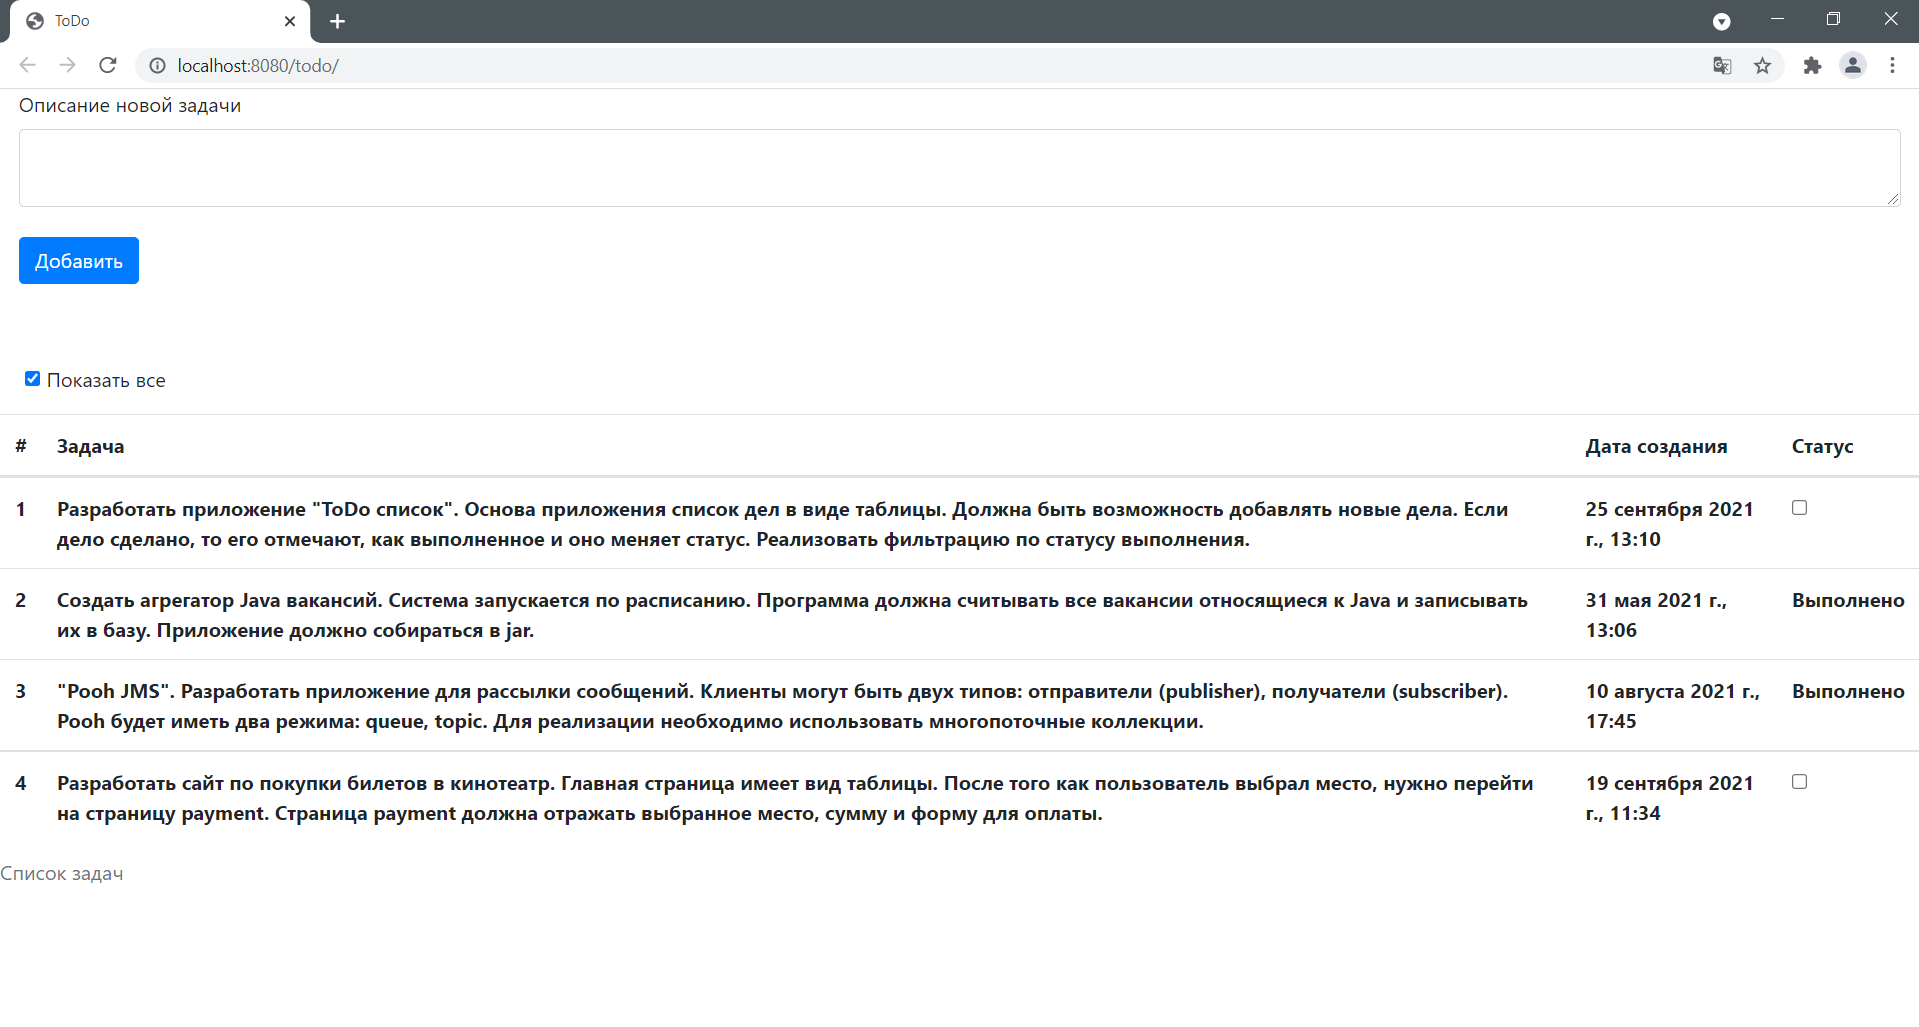 ToDo
localhost:8080/todo/
Описание новой задачи
Добавить
Показать все
# Задача Дата создания Статус
1 Разработать приложение "ToDo список". Основа приложения список дел в виде таблицы. Должна быть возможность добавлять новые дела. Если 25 сентября 2021
дело сделано, то его отмечают, как выполненное и оно меняет статус. Реализовать фильтрацию по статусу выполнения. г., 13:10
2 Создать агрегатор Java вакансий. Система запускается по расписанию. Программа должна считывать все вакансии относящиеся к Java и записывать 31 мая 2021 г., Выполнено
их в базу. Приложение должно собираться в jar. 13:06
3 "Pooh JMS". Разработать приложение для рассылки сообщений. Клиенты могут быть двух типов: отправители (publisher), получатели (subscriber). 10 августа 2021 г., Выполнено
Pooh будет иметь два режима: queue, topic. Для реализации необходимо использовать многопоточные коллекции. 17:45
4 Разработать сайт по покупки билетов в кинотеатр. Главная страница имеет вид таблицы. После того как пользователь выбрал место, нужно перейти 19 сентября 2021
на страницу payment. Страница payment должна отражать выбранное место, сумму и форму для оплаты. г., 11:34
Список задач